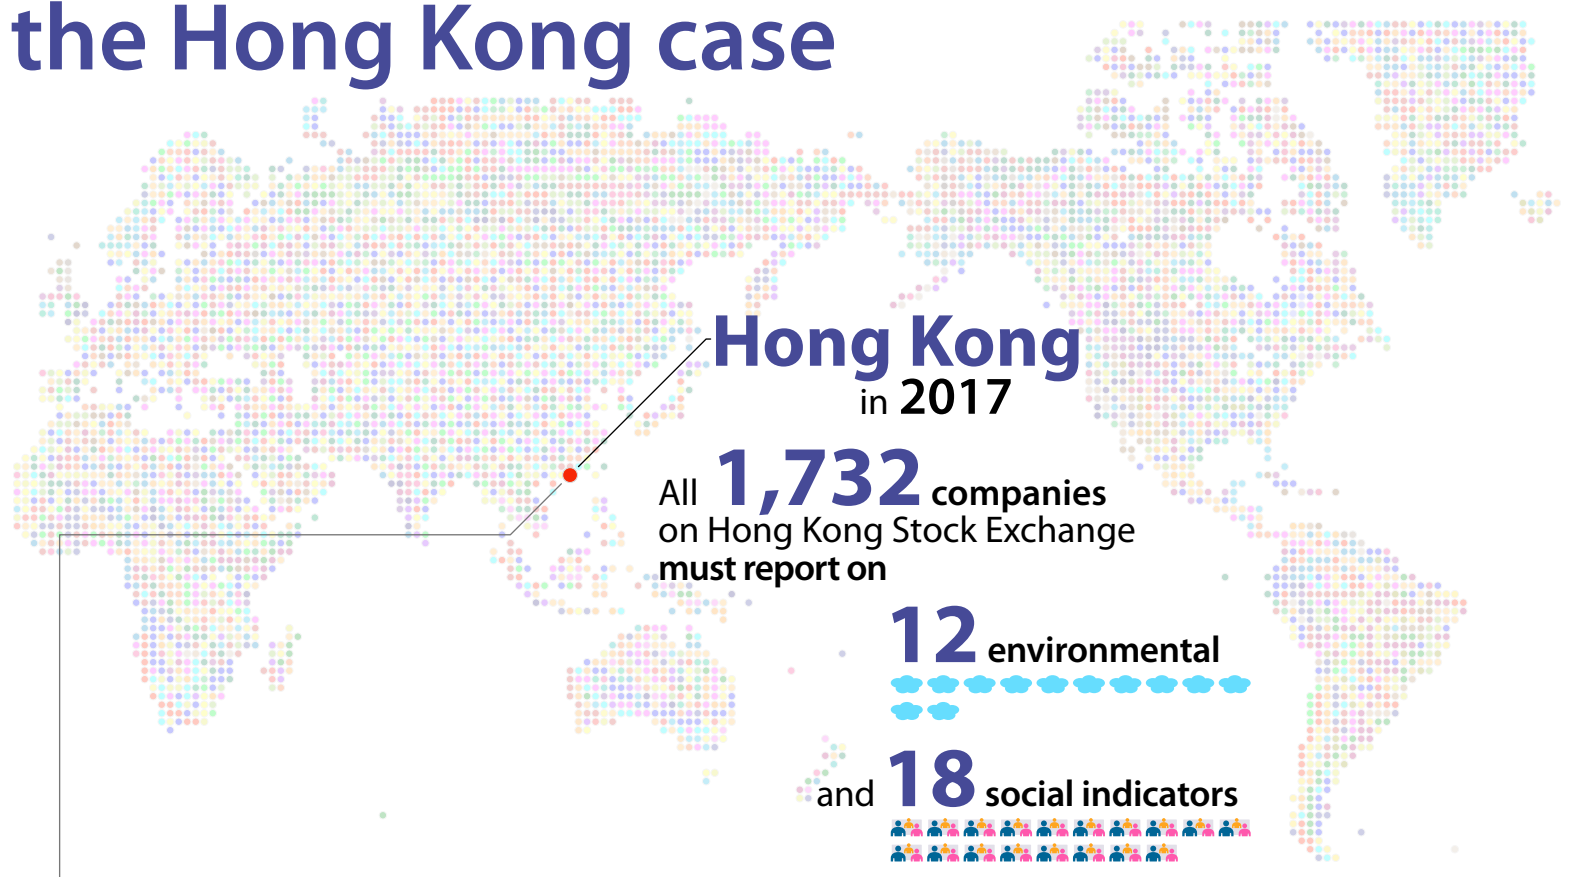 the Hong Kong case
Hong Kong
in 2017
All 1,732 companies
on Hong Kong Stock Exchange
must report on
12 environmental
and 18 social indicators